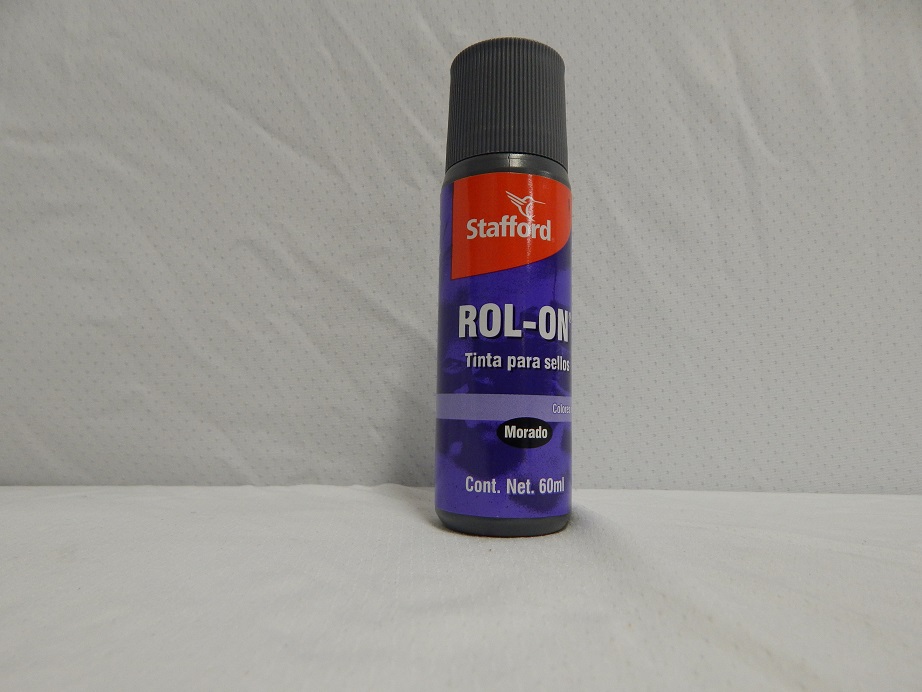 Stafford
ROL-ON
Tinta para sellos
Morado
Cont. Net. 60ml